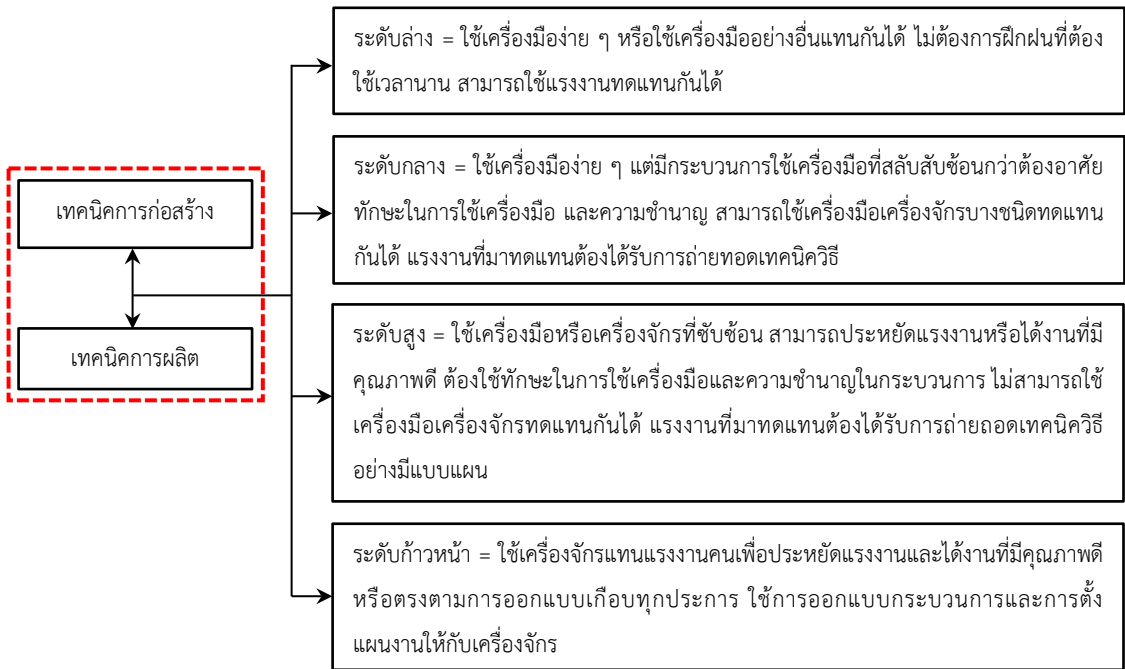 ระดับล่าง = ใช้เครื่องมือง่าย ๆ หรือใช้เครื่องมืออย่างอื่นแทนกันได้ ไม่ต้องการฝึกฝนที่ต้อง
ใช้เวลานาน สามารถใช้แรงงานทดแทนกันได้
ระดับกลาง = ใช้เครื่องมือง่าย ๆ แต่มีกระบวนการใช้เครื่องมือที่สลับสับซ้อนกว่าต้องอาศัย
ทักษะในการใช้เครื่องมือ และความชำนาญ สามารถใช้เครื่องมือเครื่องจักรบางชนิดทดแทน
กันได้ แรงงานที่มาทดแทนต้องได้รับการถ่ายทอดเทคนิควิธี
เทคนิคการก่อสร้าง
เทคนิคการผลิต
ระดับสูง = ใช้เครื่องมือหรือเครื่องจักรที่ซับซ้อน สามารถประหยัดแรงงานหรือได้งานที่มี
คุณภาพดี ต้องใช้ทักษะในการใช้เครื่องมือและความชำนาญในกระบวนการ ไม่สามารถใช้
เครื่องมือเครื่องจักรทดแทนกันได้ แรงงานที่มาทดแทนต้องได้รับการถ่ายถอดเทคนิควิธี
อย่างมีแบบแผน
ระดับก้าวหน้า = ใช้เครื่องจักรแทนแรงงานคนเพื่อประหยัดแรงงานและได้งานที่มีคุณภาพดี
หรือตรงตามการออกแบบเกือบทุกประการ ใช้การออกแบบกระบวนการและการตั้ง
แผนงานให้กับเครื่องจักร